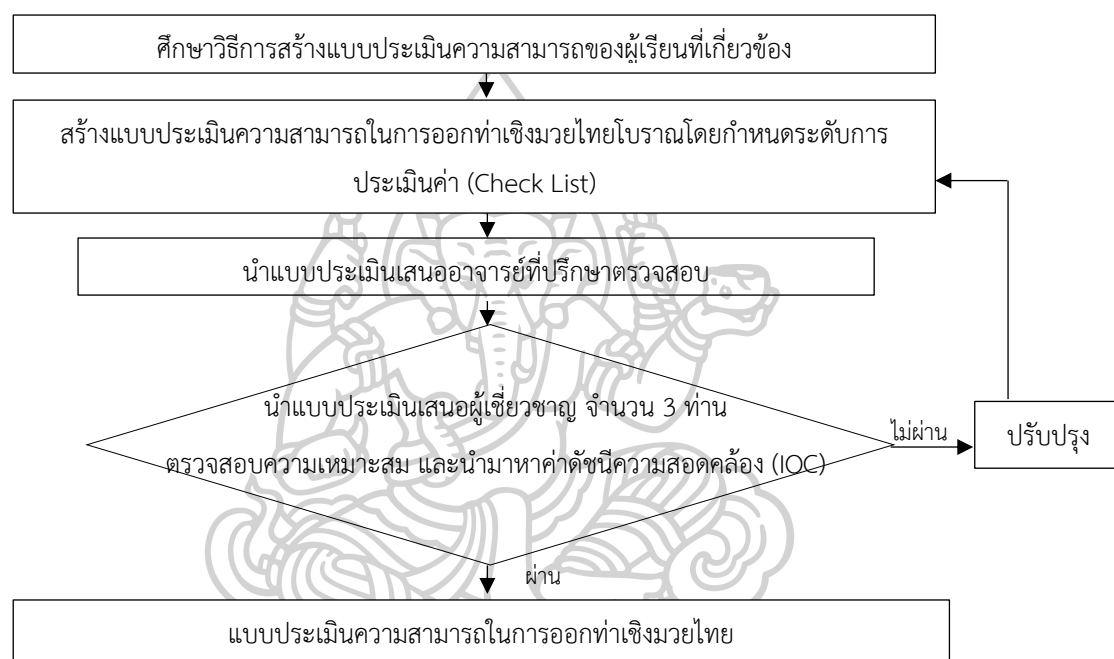 ศึกษาวิธีการสร้างแบบประเมินความสามารถของผู้เรียนที่เกี่ยวข้อง
สร้างแบบประเมินความสามารถในการออกท่าเชิงมวยไทยโบราณโดยกำหนดระดับการ
ประเมินค่า (Check List)
นำแบบประเมินเสนออาจารย์ที่ปรึกษาตรวจสอบ
นำแบบประเมินเสนอผู้เชี่ยวชาญ จำนวน 3 ท่าน
ตรวจสอบความเหมาะสม และนำมาหาค่าดัชนีความสอดคล้อง (IOC)
ไม่ผ่าน
ปรับปรุง
ผ่าน
แบบประเมินความสามารถในการออกท่าเชิงมวยไทย